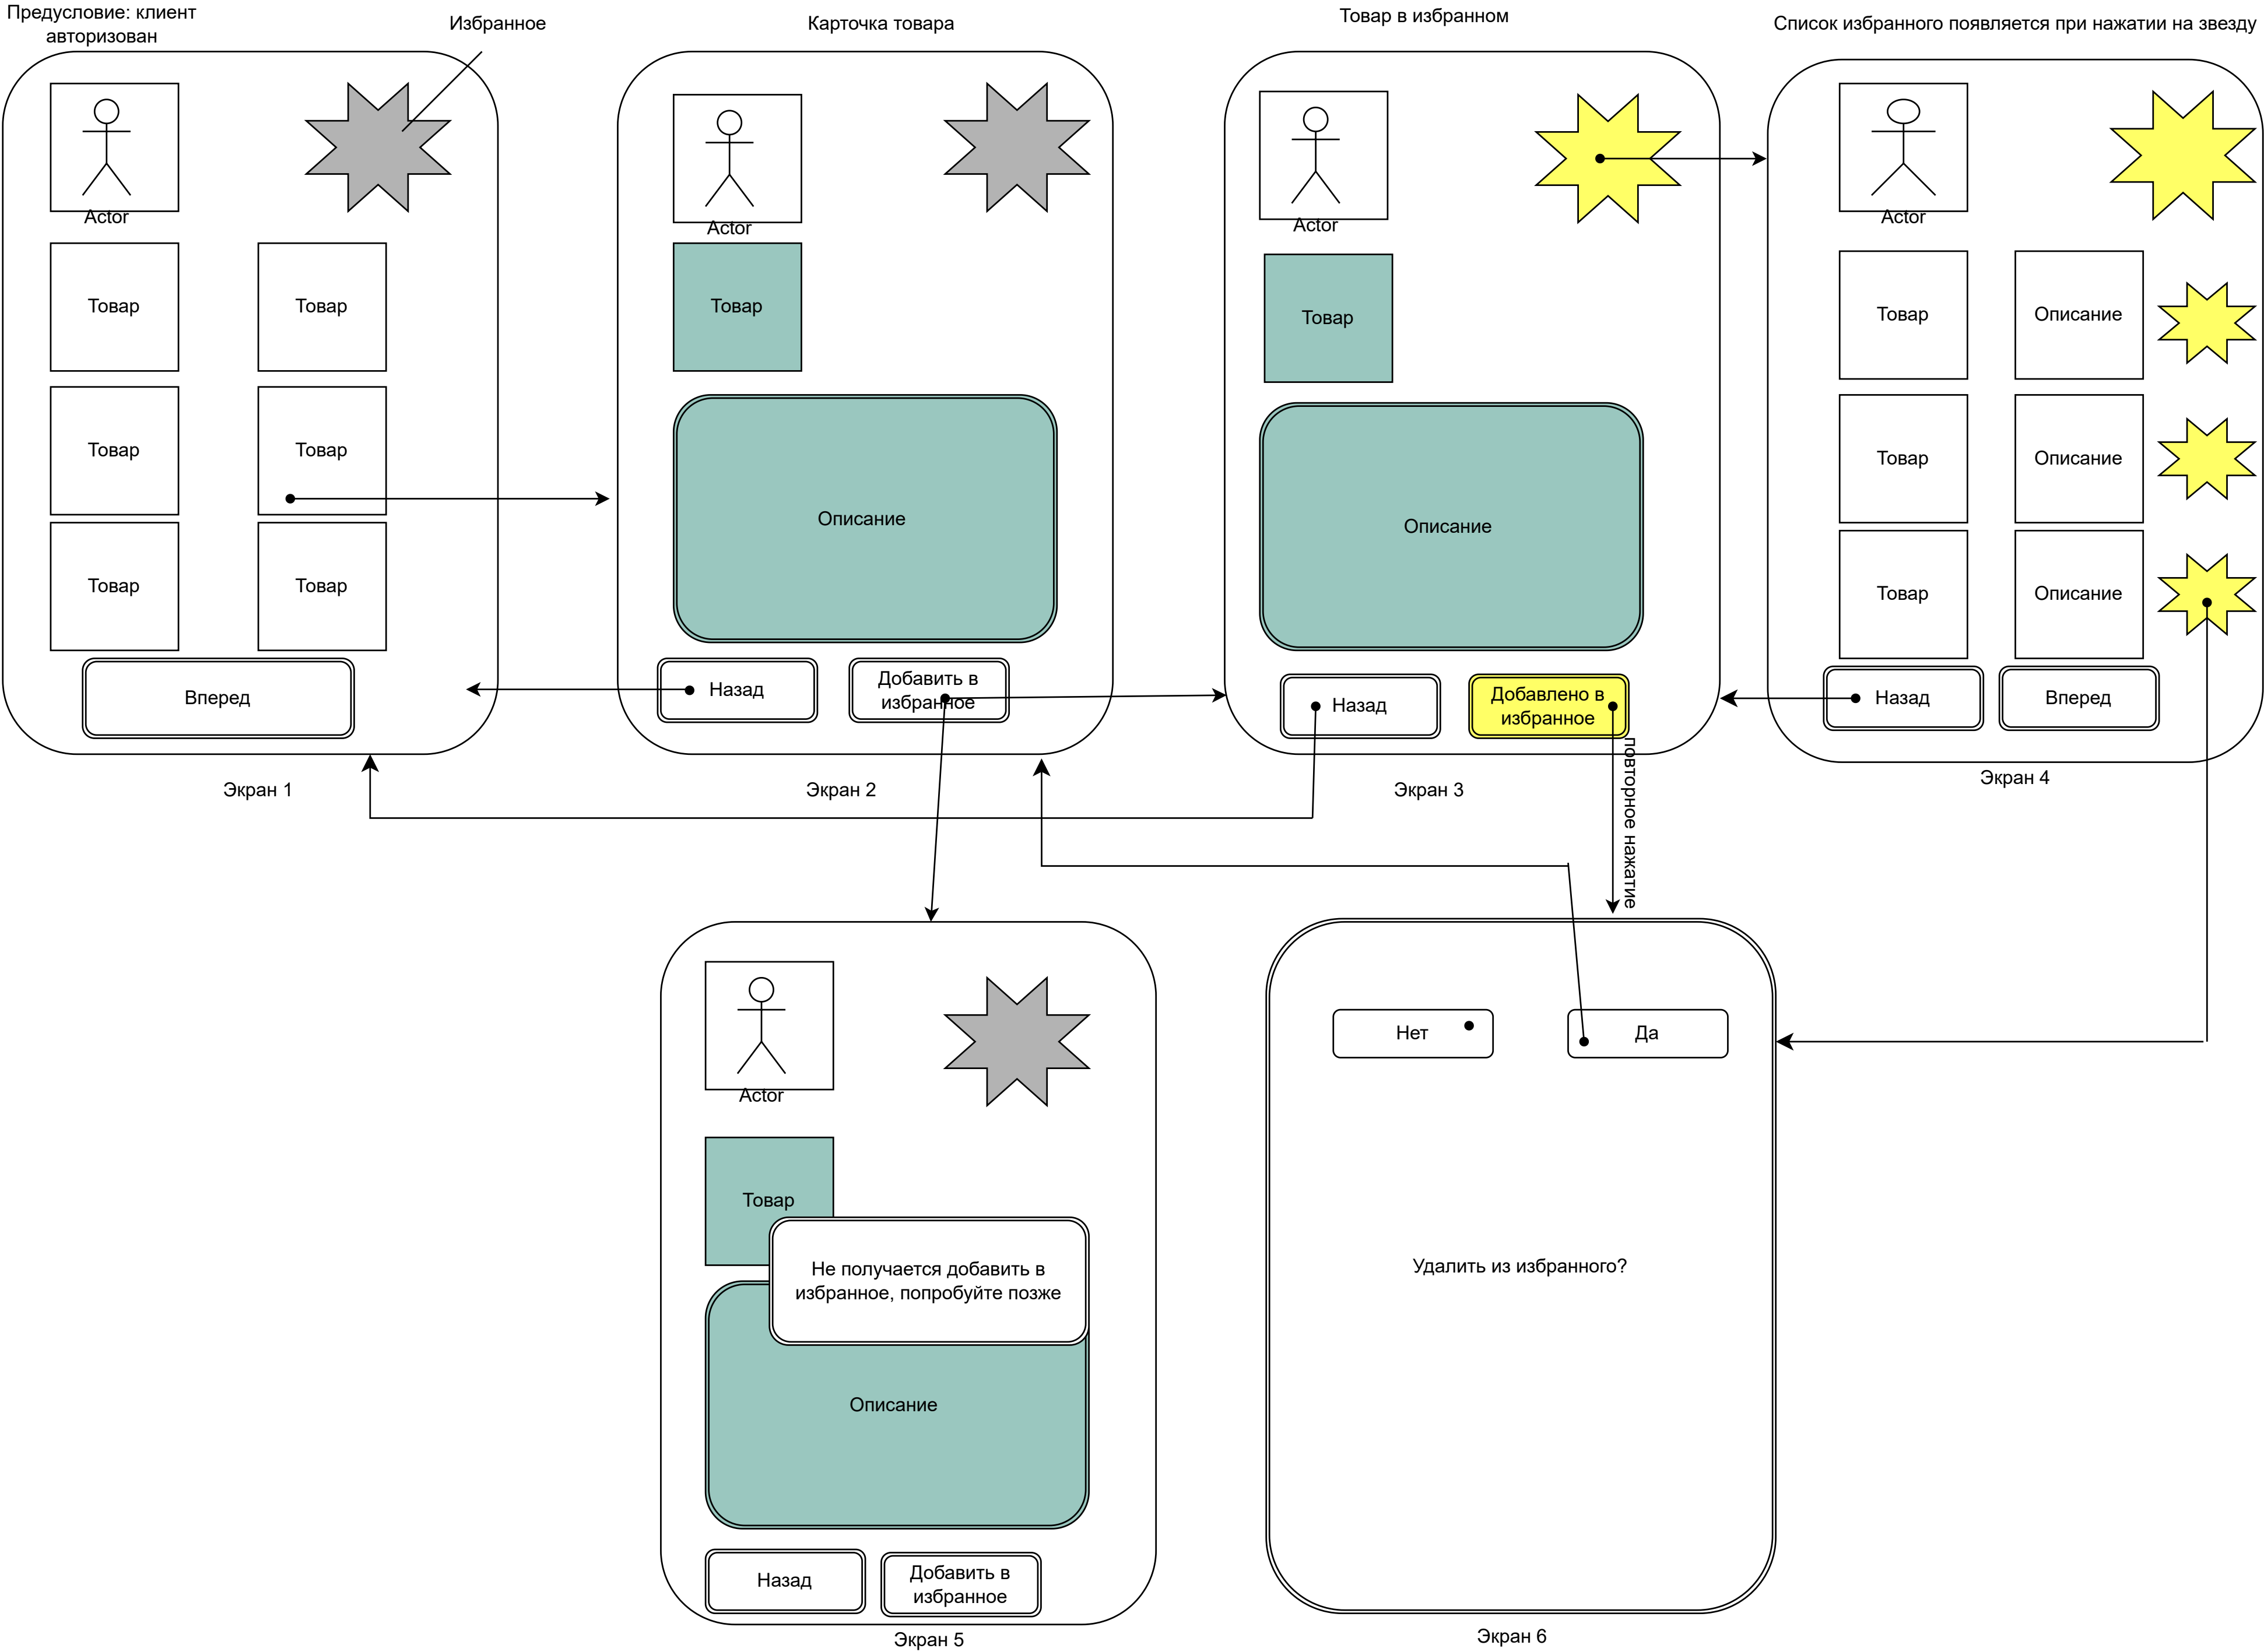 Предусловие: клиент
авторизован
Избранное
Карточка товара
Товар в избранном
Список избранного появляется при нажатии на звезду
Actor
Товар
Товар
Товар
Товар
Товар
Товар
Вперед
Экран 1
Actor
Товар
Описание
Назад
Добавить в
избранное
Экран 2
Actor
Товар
Описание
Назад
Добавлено в
избранное
Экран 3
повторное нажатие
Actor
Товар
Описание
Товар
Описание
Товар
Описание
Назад
Вперед
Экран 4
Actor
Товар
Не получается добавить в
избранное, попробуйте позже
Описание
Назад
Добавить в
избранное
Экран 5
Нет
Да
Удалить из избранного?
Экран 6